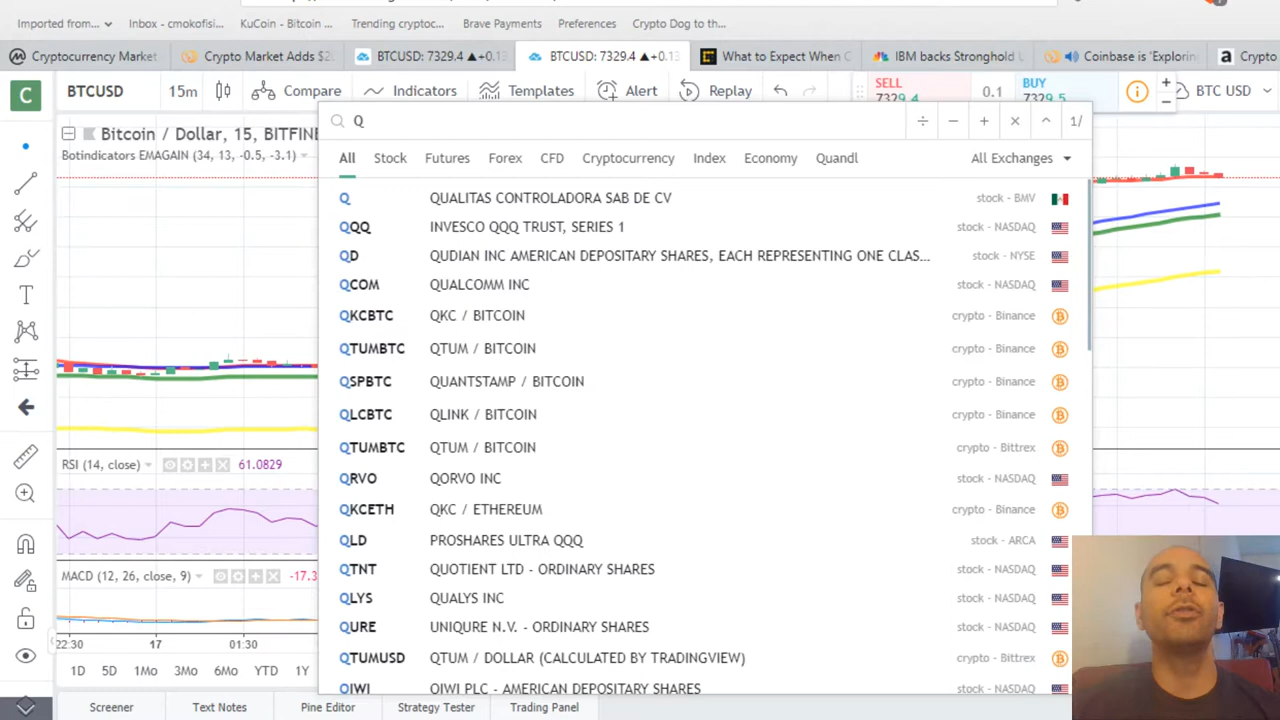 Imported from... Inbox - cmokofisi... KuCoin - Bitcoin ... Trending cryptoc... Brave Payments Preferences Crypto Dog to th...
Cryptocurrency Market Crypto Market Adds $20 BTCUSD: 7329.4 ▲+0.13 BTCUSD: 7329.4 ▲+0.13 What to Expect When C IBM backs Stronghold U Coinbase is 'Explorin Crypto
C BTCUSD 15m Compare Indicators Templates Alert Replay SELL 7329.4 0.1 BUY 7329.5 BTC USD
Bitcoin / Dollar, 15, BITFINE
Botindicators EMAGAIN (34, 13, -0.5, -3.1)
Q ÷ − + × ^ 1/
All Stock Futures Forex CFD Cryptocurrency Index Economy Quandl All Exchanges
Q QUALITAS CONTROLADORA SAB DE CV stock - BMV
QQQ INVESCO QQQ TRUST, SERIES 1 stock - NASDAQ
QD QUDIAN INC AMERICAN DEPOSITARY SHARES, EACH REPRESENTING ONE CLAS... stock - NYSE
QCOM QUALCOMM INC stock - NASDAQ
QKCBTC QKC / BITCOIN crypto - Binance
QTUMBTC QTUM / BITCOIN crypto - Binance
QSPBTC QUANTSTAMP / BITCOIN crypto - Binance
QLCBTC QLINK / BITCOIN crypto - Binance
QTUMBTC QTUM / BITCOIN crypto - Bittrex
QRVO QORVO INC stock - NASDAQ
QKCETH QKC / ETHEREUM crypto - Binance
QLD PROSHARES ULTRA QQQ stock - ARCA
QTNT QUOTIENT LTD - ORDINARY SHARES stock - NASDAQ
QLYS QUALYS INC stock - NASDAQ
QURE UNIQURE N.V. - ORDINARY SHARES stock - NASDAQ
QTUMUSD QTUM / DOLLAR (CALCULATED BY TRADINGVIEW) crypto - Bittrex
QIWI QIWI PLC - AMERICAN DEPOSITARY SHARES stock - NASDAQ
RSI (14, close) 61.0829
MACD (12, 26, close, 9) -17.3
22:30 17 01:30
1D 5D 1Mo 3Mo 6Mo YTD 1Y
Screener Text Notes Pine Editor Strategy Tester Trading Panel